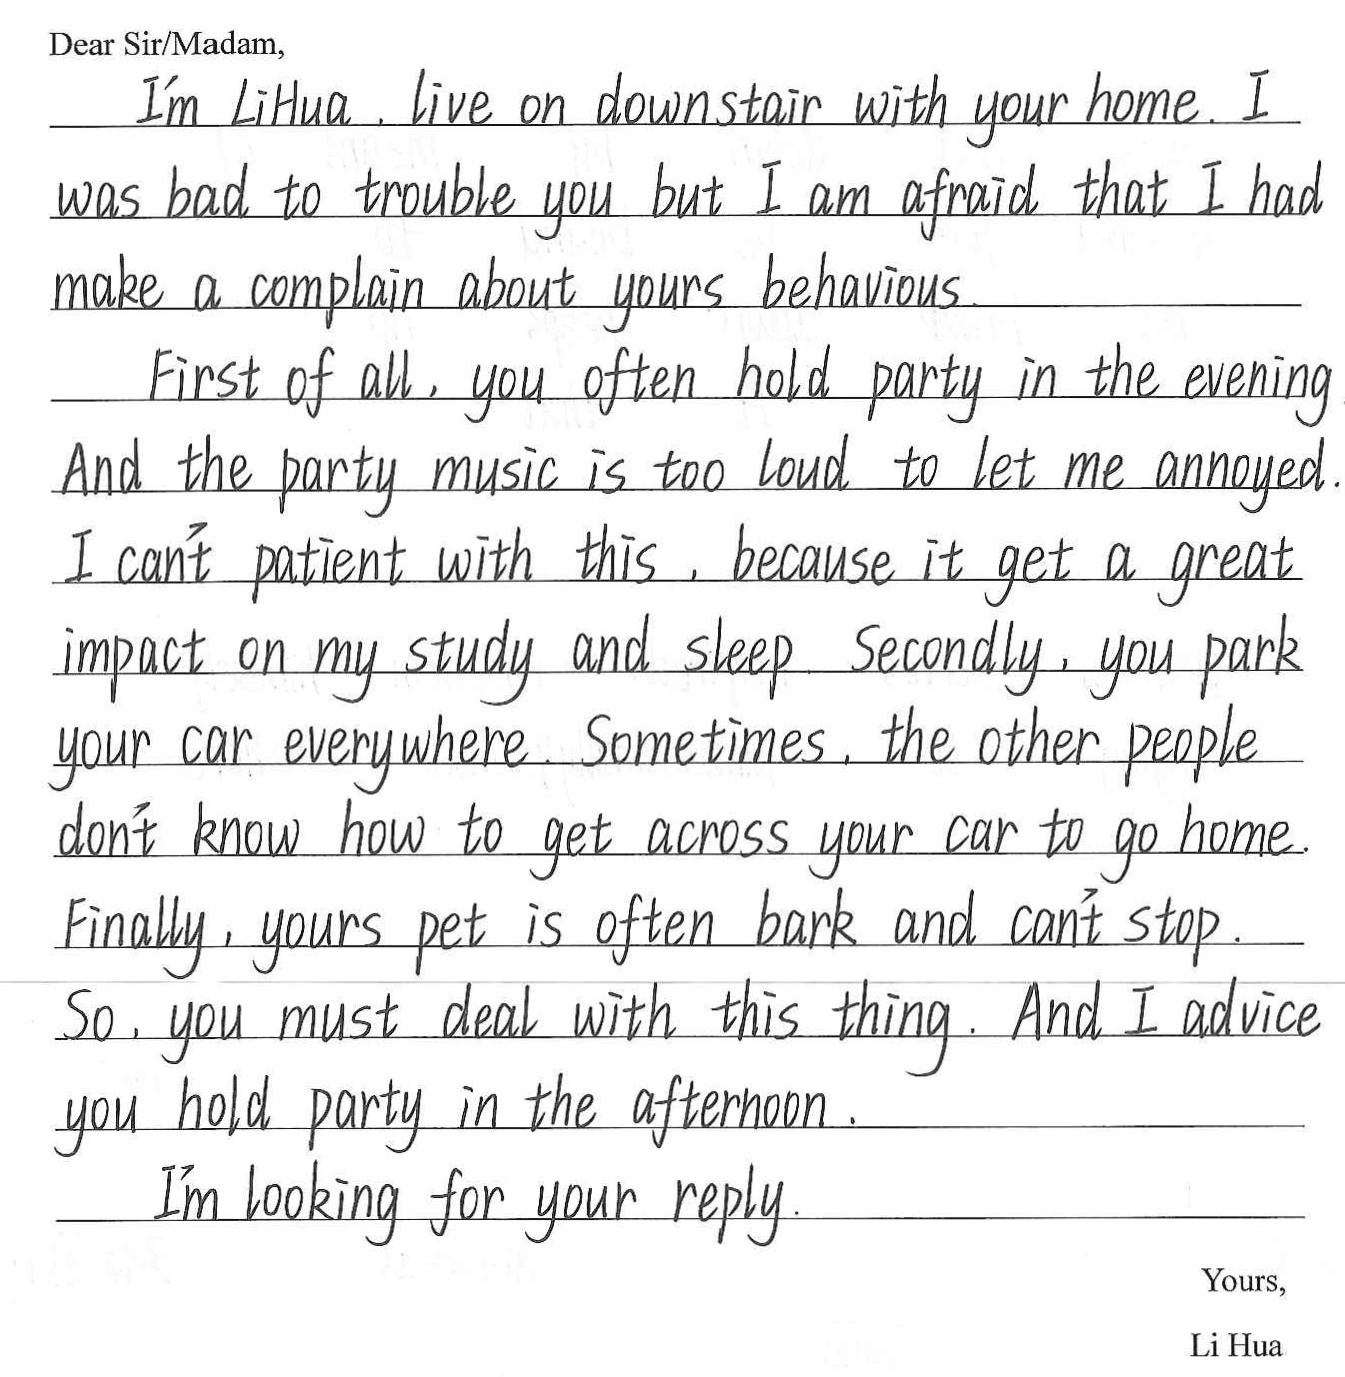 Dear Sir/Madam,
I'm LiHua, live on downstair with your home. I
was bad to trouble you but I am afraid that I had
make a complain about yours behavious.
First of all, you often hold party in the evening.
And the party music is too loud to let me annoyed.
I can't patient with this, because it get a great
impact on my study and sleep. Secondly, you park
your car everywhere. Sometimes, the other people
don't know how to get across your car to go home.
Finally, yours pet is often bark and can't stop.
So, you must deal with this thing. And I advice
you hold party in the afternoon.
I'm looking for your reply.
Yours,
Li Hua